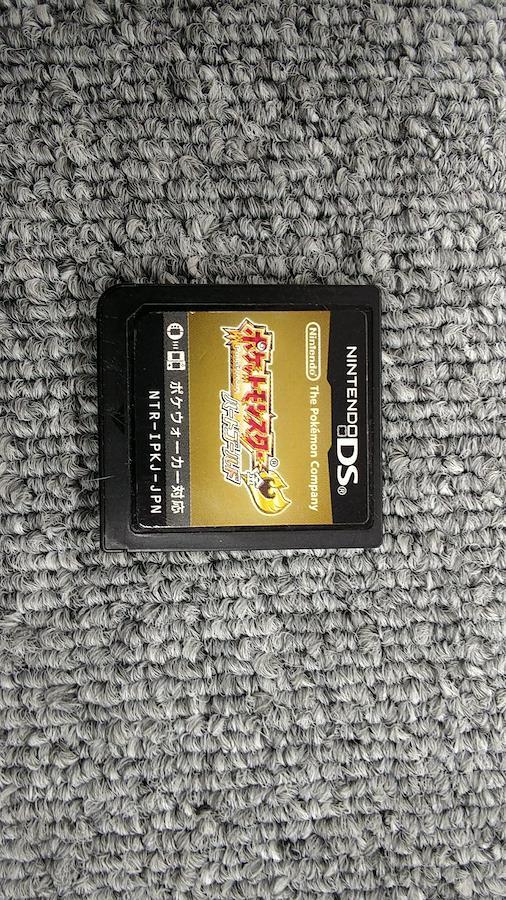 NINTENDO DS®
Nintendo® The Pokémon Company
ポケットモンスター
ハートゴールド
ポケウォーカー対応
NTR-IPKJ-JPN